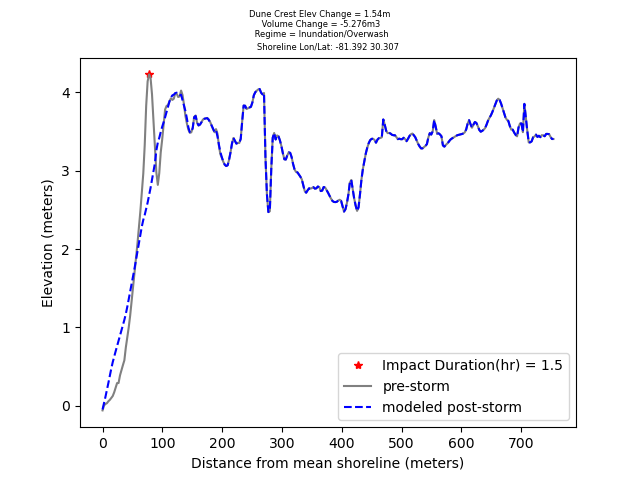 Dune Crest Elev Change = 1.54m
Volume Change = -5.276m3
Regime = Inundation/Overwash
Shoreline Lon/Lat: -81.392 30.307
4
3
2
1
0
Elevation (meters)
Impact Duration(hr) = 1.5
pre-storm
modeled post-storm
0 100 200 300 400 500 600 700
Distance from mean shoreline (meters)